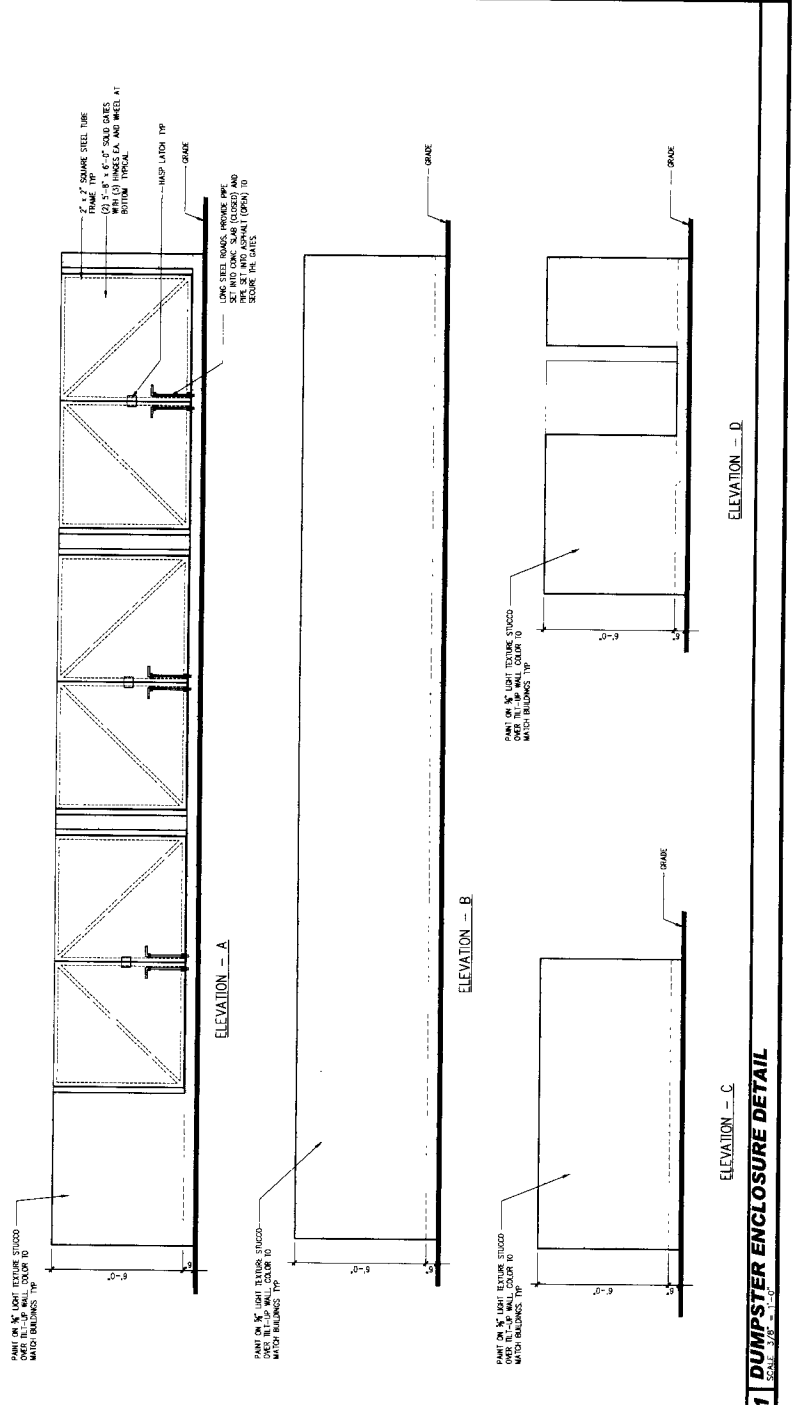 PAINT ON ⅝" LIGHT TEXTURE STUCCO
OVER TILT-UP WALL. COLOR TO
MATCH BUILDINGS TYP
2" x 2" SQUARE STEEL TUBE
FRAME TYP
(2) 5'-8" x 6'-0" SOLID GATES
WITH (3) HINGES EA. AND WHEEL AT
BOTTOM TYPICAL.
HASP LATCH TYP
GRADE
LONG STEEL ROADS. PROVIDE PIPE
SET INTO CONC SLAB (CLOSED) AND
PIPE SET INTO ASPHALT (OPEN) TO
SECURE THE GATES.
6'-0"
6"
ELEVATION - A
PAINT ON ⅝" LIGHT TEXTURE STUCCO
OVER TILT-UP WALL. COLOR TO
MATCH BUILDINGS. TYP
GRADE
6'-0"
6"
ELEVATION - B
PAINT ON ⅝" LIGHT TEXTURE STUCCO
OVER TILT-UP WALL. COLOR TO
MATCH BUILDINGS. TYP
GRADE
6'-0"
6"
ELEVATION - C
PAINT ON ⅝" LIGHT TEXTURE STUCCO
OVER TILT-UP WALL. COLOR TO
MATCH BUILDINGS TYP
GRADE
6'-0"
6"
ELEVATION - D
1 DUMPSTER ENCLOSURE DETAIL
SCALE 3/8" = 1'-0"